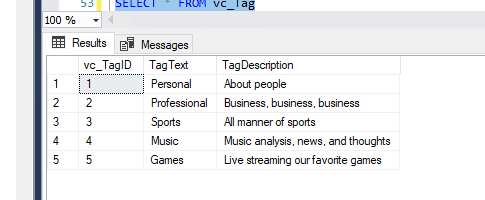 53 SELECT * FROM vc_Tag
100 %
Results Messages
vc_TagID TagText TagDescription
1 1 Personal About people
2 2 Professional Business, business, business
3 3 Sports All manner of sports
4 4 Music Music analysis, news, and thoughts
5 5 Games Live streaming our favorite games